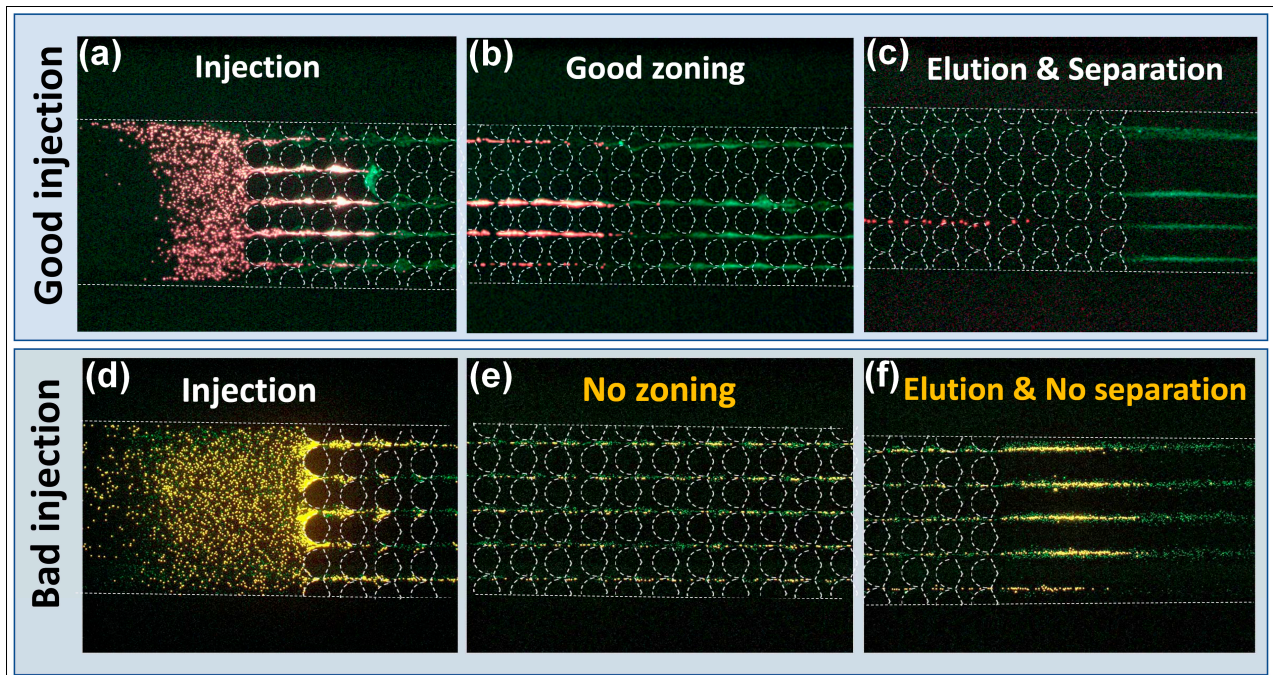 Good injection
(a)
Injection
(b)
Good zoning
(c)
Elution & Separation
Bad injection
(d)
Injection
(e)
No zoning
(f)
Elution & No separation